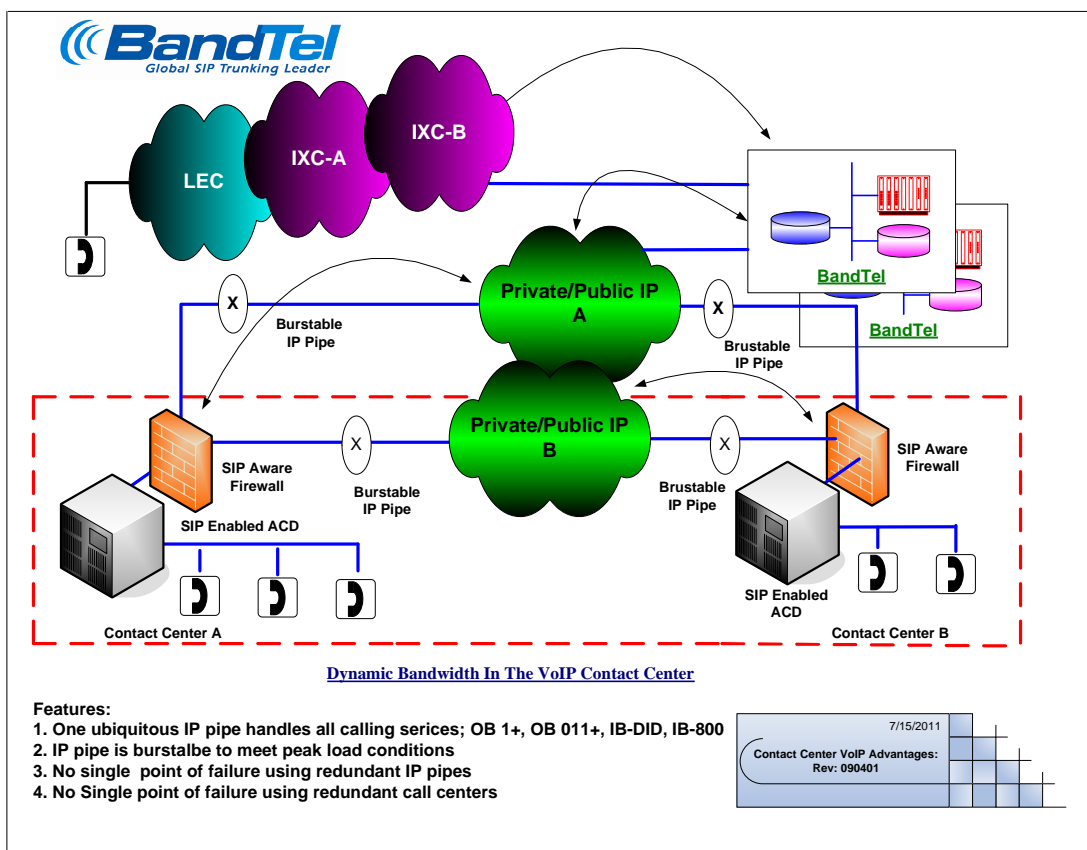 BandTel
Global SIP Trunking Leader
IXC-B
IXC-A
LEC
BandTel
BandTel
Private/Public IP
A
X
X
Burstable
IP Pipe
Brustable
IP Pipe
Private/Public IP
B
X
X
SIP Aware
Firewall
SIP Aware
Firewall
Burstable
IP Pipe
Brustable
IP Pipe
SIP Enabled ACD
SIP Enabled
ACD
Contact Center A
Contact Center B
Dynamic Bandwidth In The VoIP Contact Center
Features:
1. One ubiquitous IP pipe handles all calling serices; OB 1+, OB 011+, IB-DID, IB-800
2. IP pipe is burstalbe to meet peak load conditions
3. No single  point of failure using redundant IP pipes
4. No Single point of failure using redundant call centers
7/15/2011
Contact Center VoIP Advantages:
Rev: 090401